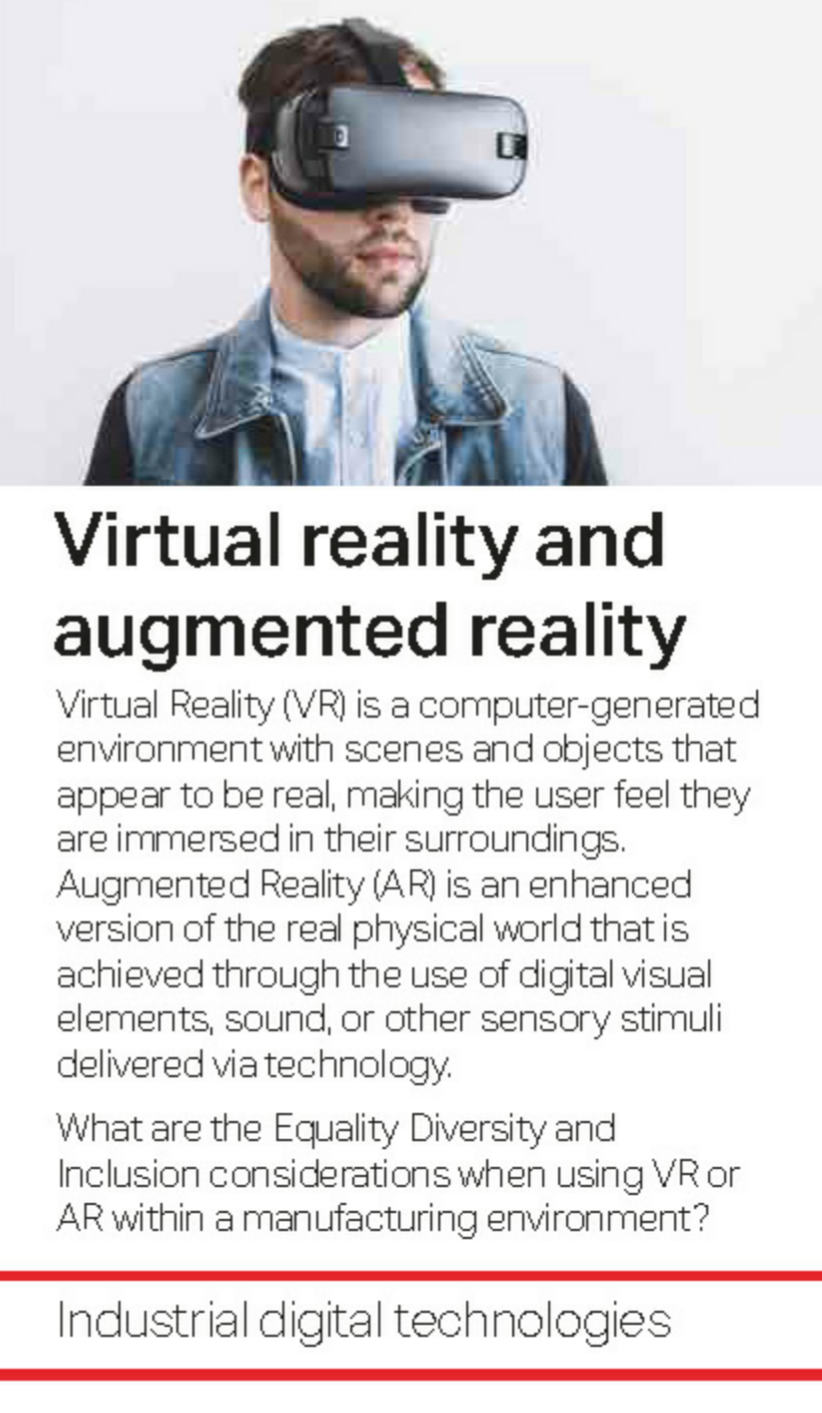 Virtual reality and
augmented reality
Virtual Reality (VR) is a computer-generated
environment with scenes and objects that
appear to be real, making the user feel they
are immersed in their surroundings.
Augmented Reality (AR) is an enhanced
version of the real physical world that is
achieved through the use of digital visual
elements, sound, or other sensory stimuli
delivered via technology.
What are the Equality Diversity and
Inclusion considerations when using VR or
AR within a manufacturing environment?
Industrial digital technologies